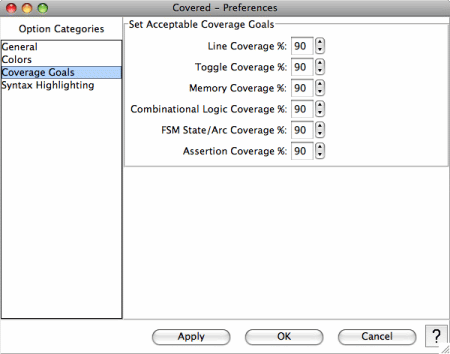 Covered - Preferences
Option Categories
General
Colors
Coverage Goals
Syntax Highlighting
Set Acceptable Coverage Goals
Line Coverage %: 90
Toggle Coverage %: 90
Memory Coverage %: 90
Combinational Logic Coverage %: 90
FSM State/Arc Coverage %: 90
Assertion Coverage %: 90
Apply OK Cancel ?